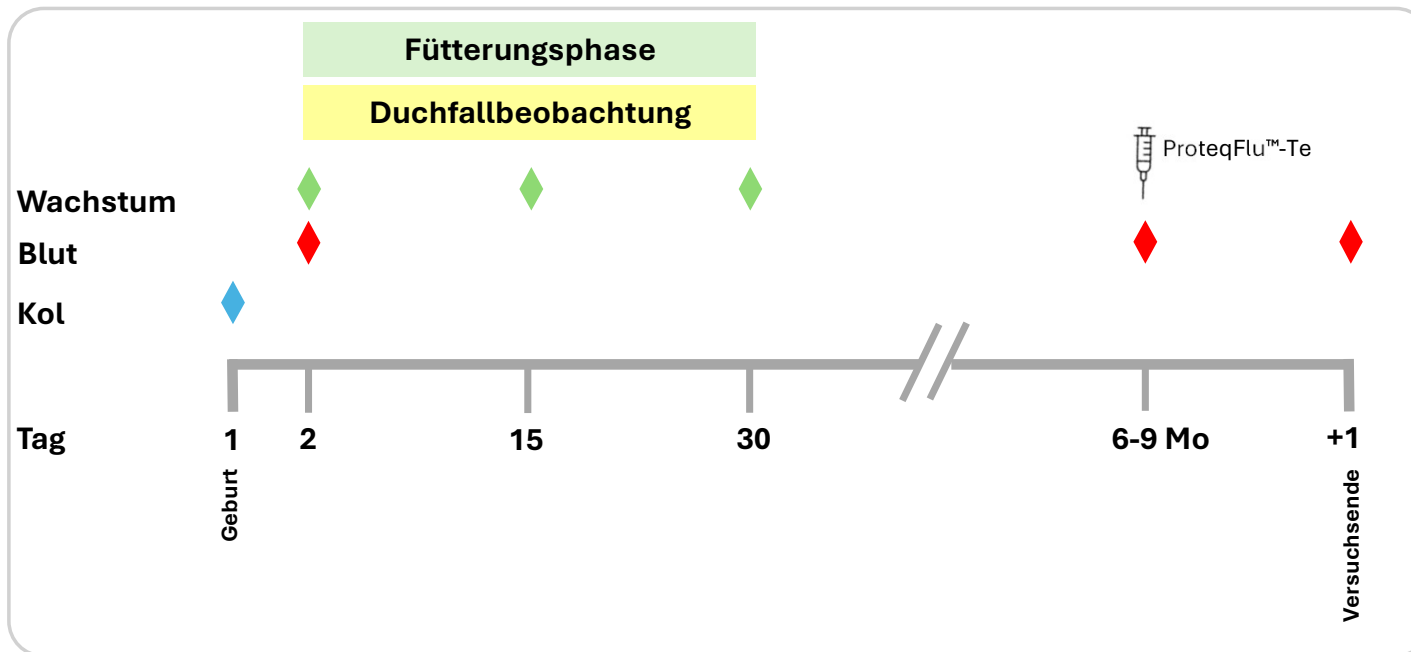 Fütterungsphase
Duchfallbeobachtung
ProteqFlu™-Te
Wachstum
Blut
Kol
Tag
1
2
15
30
6-9 Mo
+1
Geburt
Versuchsende